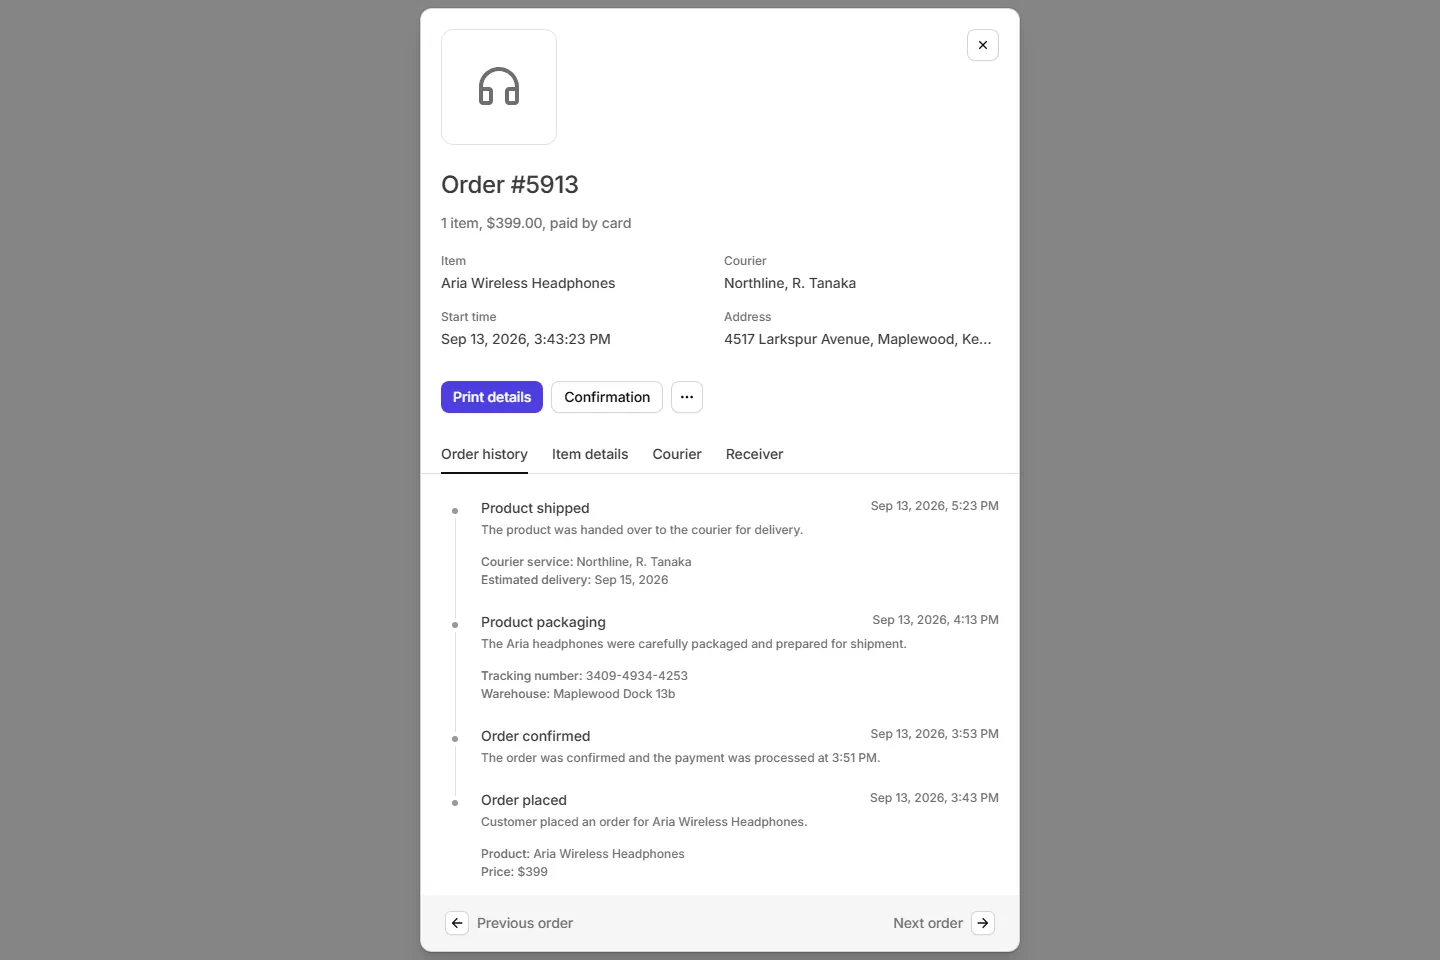 Order #5913
1 item, $399.00, paid by card
Item
Aria Wireless Headphones
Courier
Northline, R. Tanaka
Start time
Sep 13, 2026, 3:43:23 PM
Address
4517 Larkspur Avenue, Maplewood, Ke...
Print details
Confirmation
Order history
Item details
Courier
Receiver
Product shipped
Sep 13, 2026, 5:23 PM
The product was handed over to the courier for delivery.
Courier service: Northline, R. Tanaka
Estimated delivery: Sep 15, 2026
Product packaging
Sep 13, 2026, 4:13 PM
The Aria headphones were carefully packaged and prepared for shipment.
Tracking number: 3409-4934-4253
Warehouse: Maplewood Dock 13b
Order confirmed
Sep 13, 2026, 3:53 PM
The order was confirmed and the payment was processed at 3:51 PM.
Order placed
Sep 13, 2026, 3:43 PM
Customer placed an order for Aria Wireless Headphones.
Product: Aria Wireless Headphones
Price: $399
Previous order
Next order